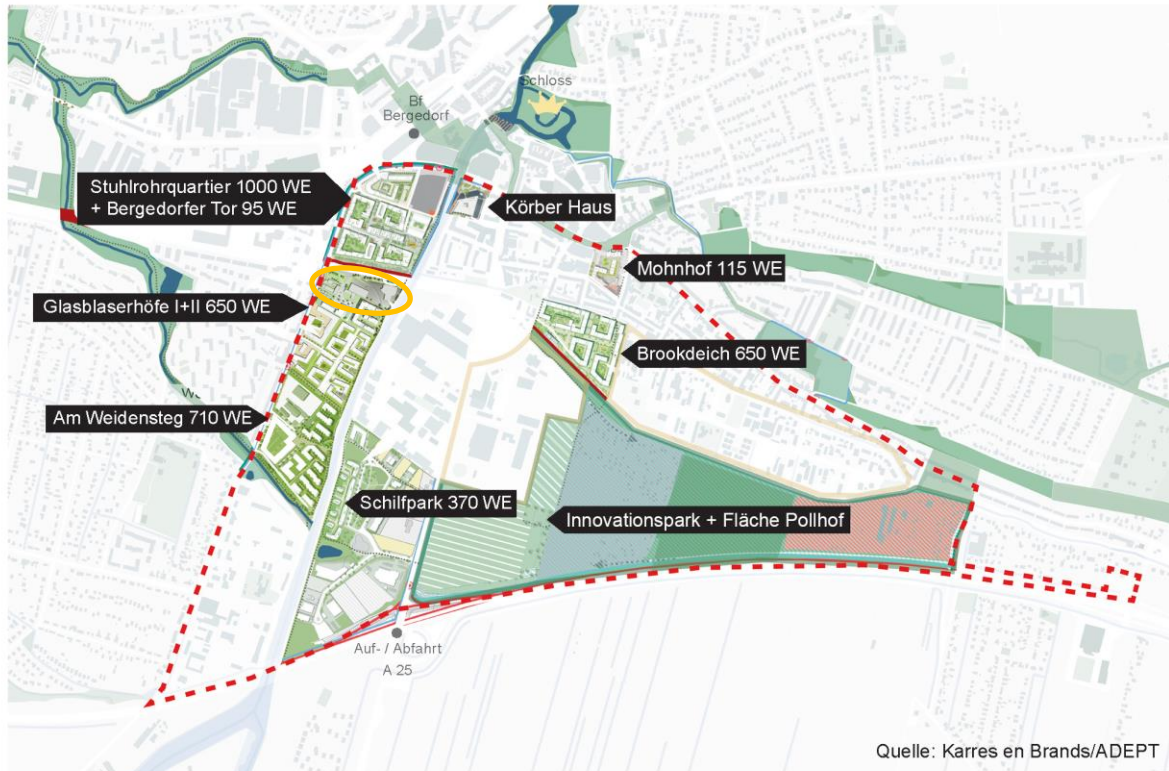 Schloss
Bf
Bergedorf
Stuhlrohrquartier 1000 WE
+ Bergedorfer Tor 95 WE
Körber Haus
Mohnhof 115 WE
Glasblaserhöfe I+II 650 WE
Brookdeich 650 WE
Am Weidensteg 710 WE
Schilfpark 370 WE
Innovationspark + Fläche Pollhof
Auf- / Abfahrt
A 25
Quelle: Karres en Brands/ADEPT